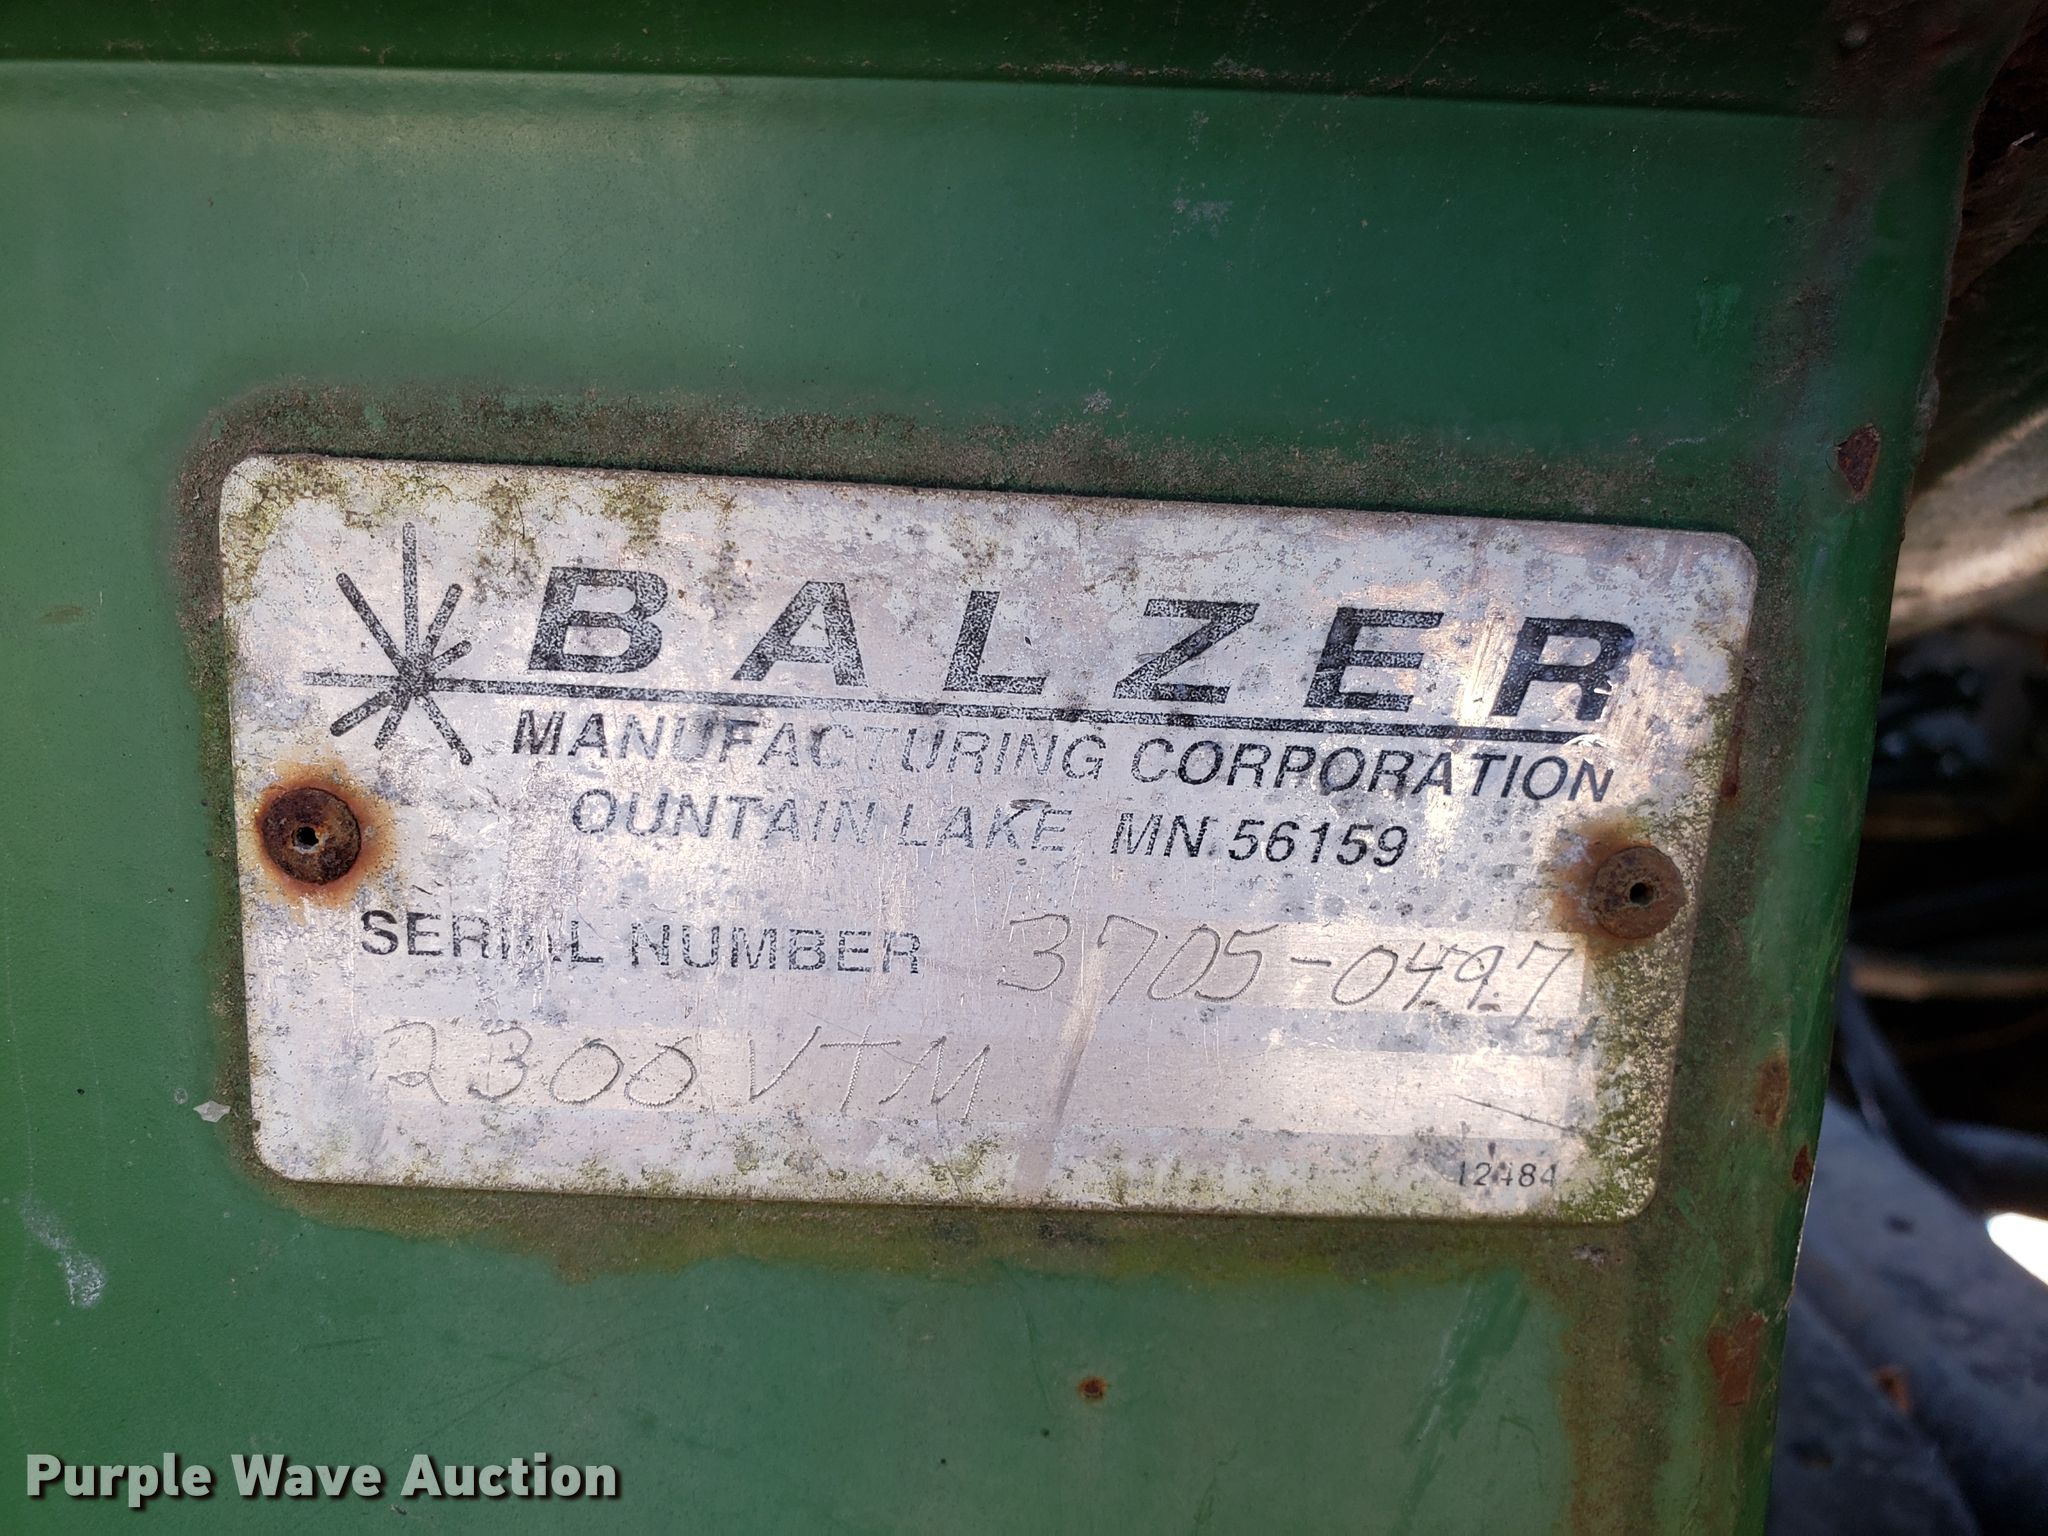 BALZER
MANUFACTURING CORPORATION
OUNTAIN LAKE MN 56159
SERIAL NUMBER 3705-0497
2300 VTM
12484
Purple Wave Auction